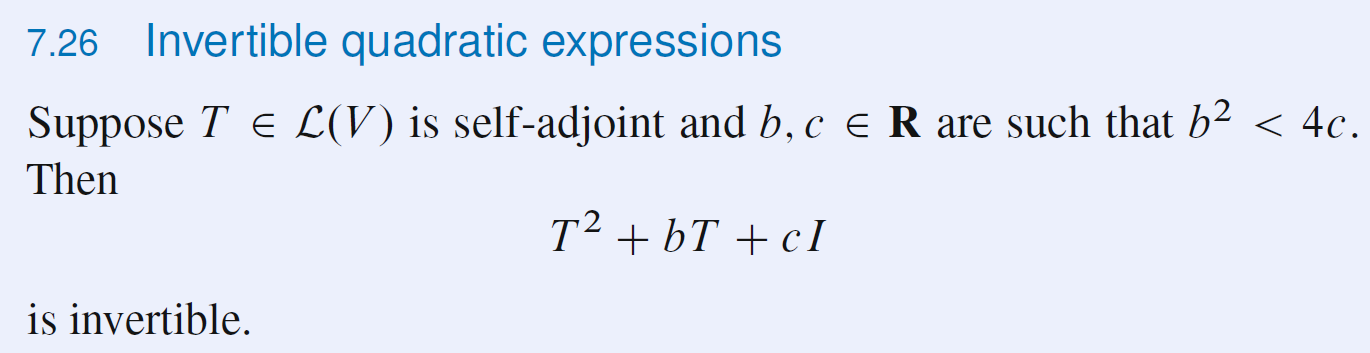 7.26 Invertible quadratic expressions
Suppose T ∈ ℒ(V) is self-adjoint and b, c ∈ R are such that b² < 4c.
Then
T² + bT + cI
is invertible.